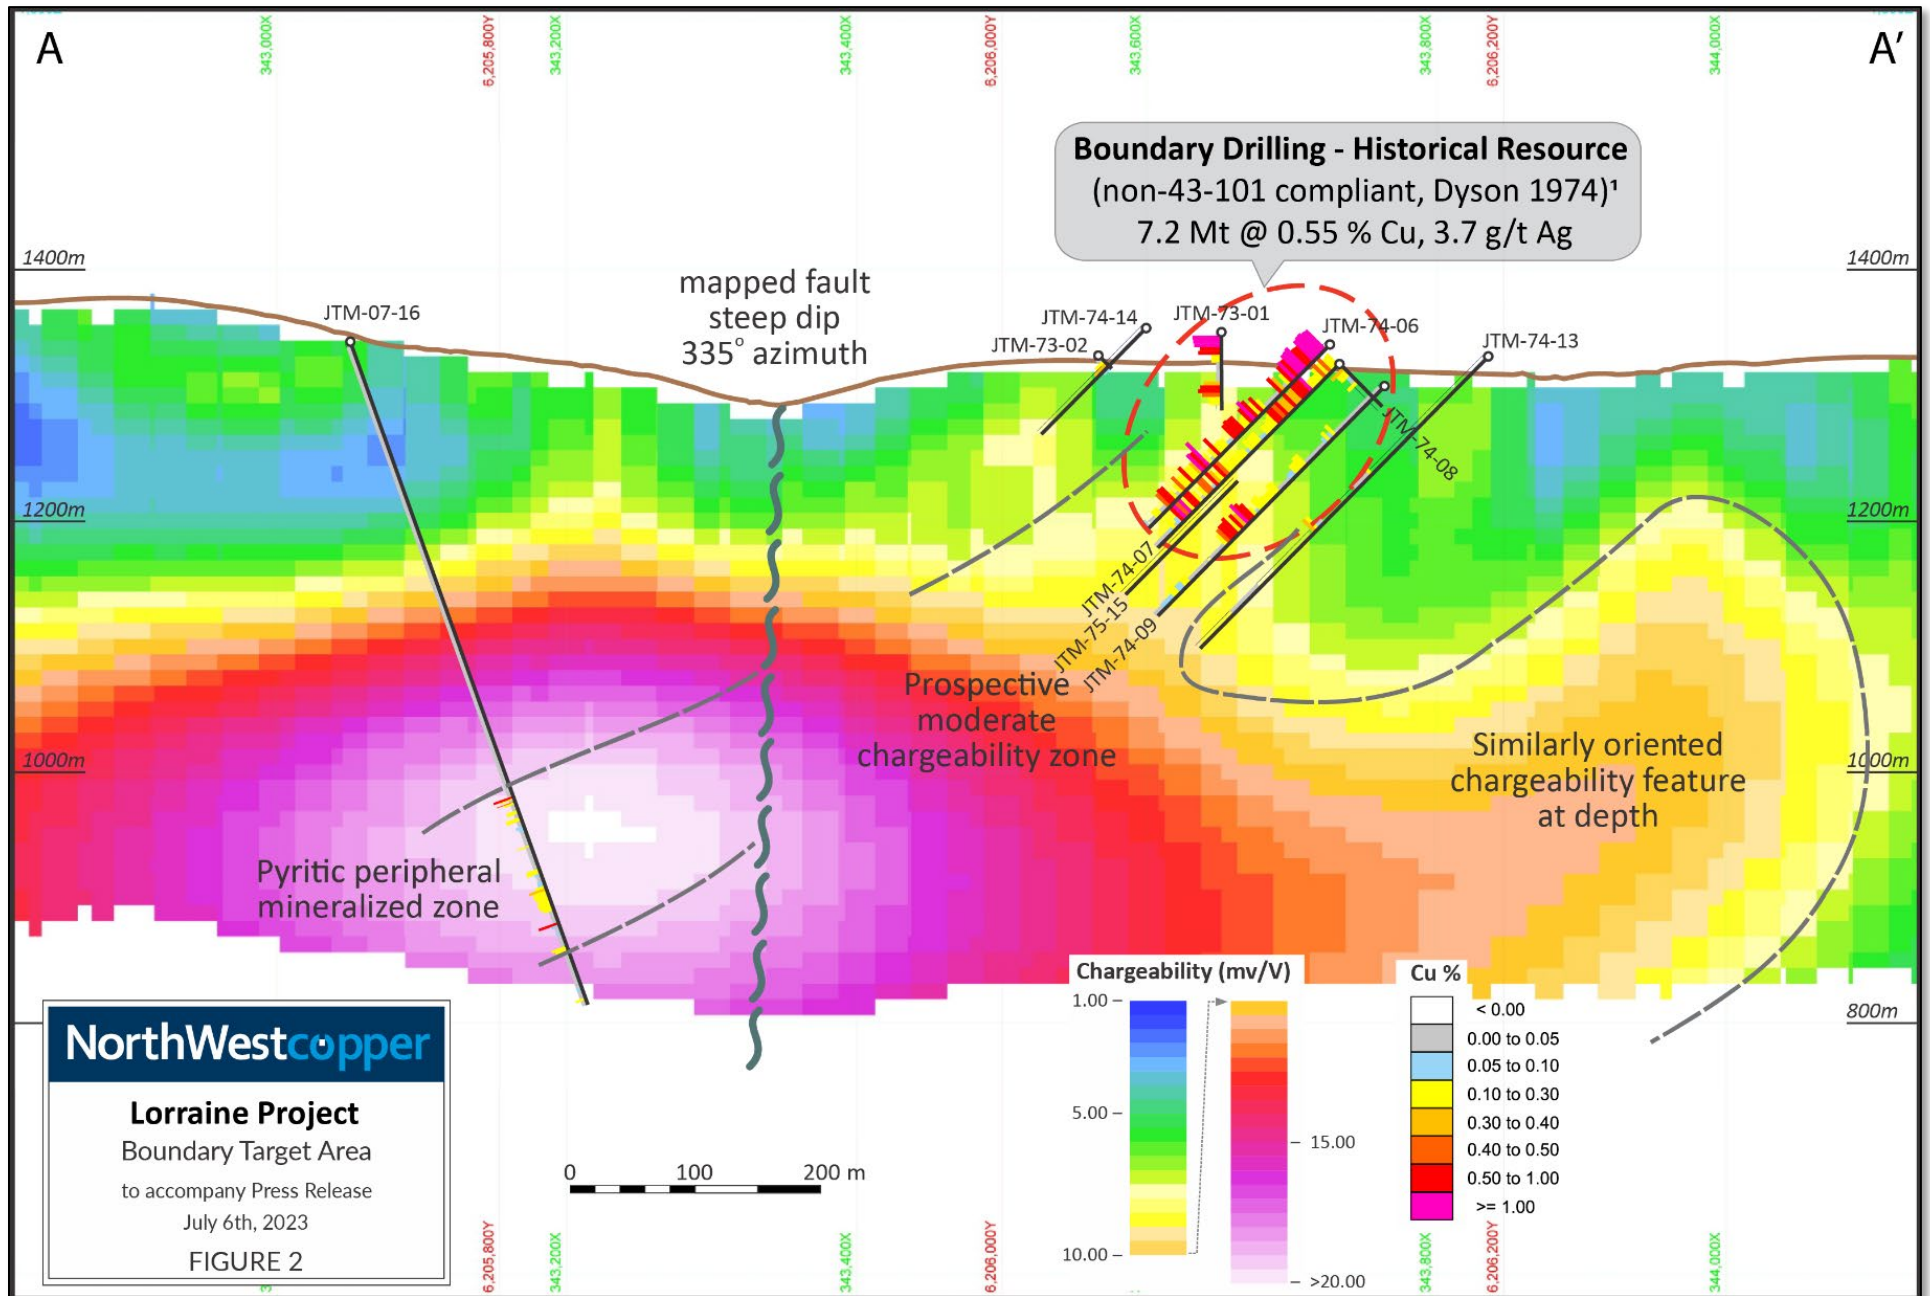 A
A'
343,000X
6,205,800Y
343,200X
343,400X
6,206,000Y
343,600X
343,800X
6,206,200Y
344,000X
Boundary Drilling - Historical Resource
(non-43-101 compliant, Dyson 1974)¹
7.2 Mt @ 0.55 % Cu, 3.7 g/t Ag
1400m
1400m
mapped fault
steep dip
335° azimuth
JTM-07-16
JTM-74-14
JTM-73-01
JTM-73-02
JTM-74-06
JTM-74-13
JTM-74-08
1200m
1200m
JTM-74-07
JTM-75-15
JTM-74-09
Prospective
moderate
chargeability zone
Similarly oriented
chargeability feature
at depth
1000m
1000m
Pyritic peripheral
mineralized zone
800m
NorthWestcopper
Lorraine Project
Boundary Target Area
to accompany Press Release
July 6th, 2023
FIGURE 2
0 100 200 m
Chargeability (mv/V)
1.00
5.00
10.00
15.00
>20.00
Cu %
< 0.00
0.00 to 0.05
0.05 to 0.10
0.10 to 0.30
0.30 to 0.40
0.40 to 0.50
0.50 to 1.00
>= 1.00
6,205,800Y
343,200X
343,400X
6,206,000Y
343,800X
6,206,200Y
344,000X